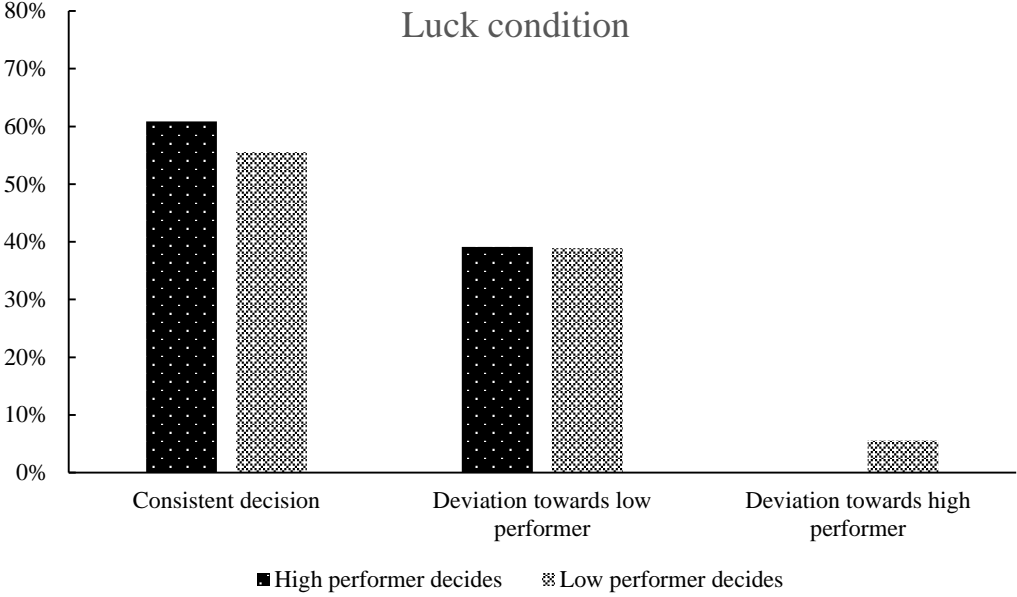 Luck condition
80%
70%
60%
50%
40%
30%
20%
10%
0%
Consistent decision
Deviation towards low
performer
Deviation towards high
performer
High performer decides
Low performer decides